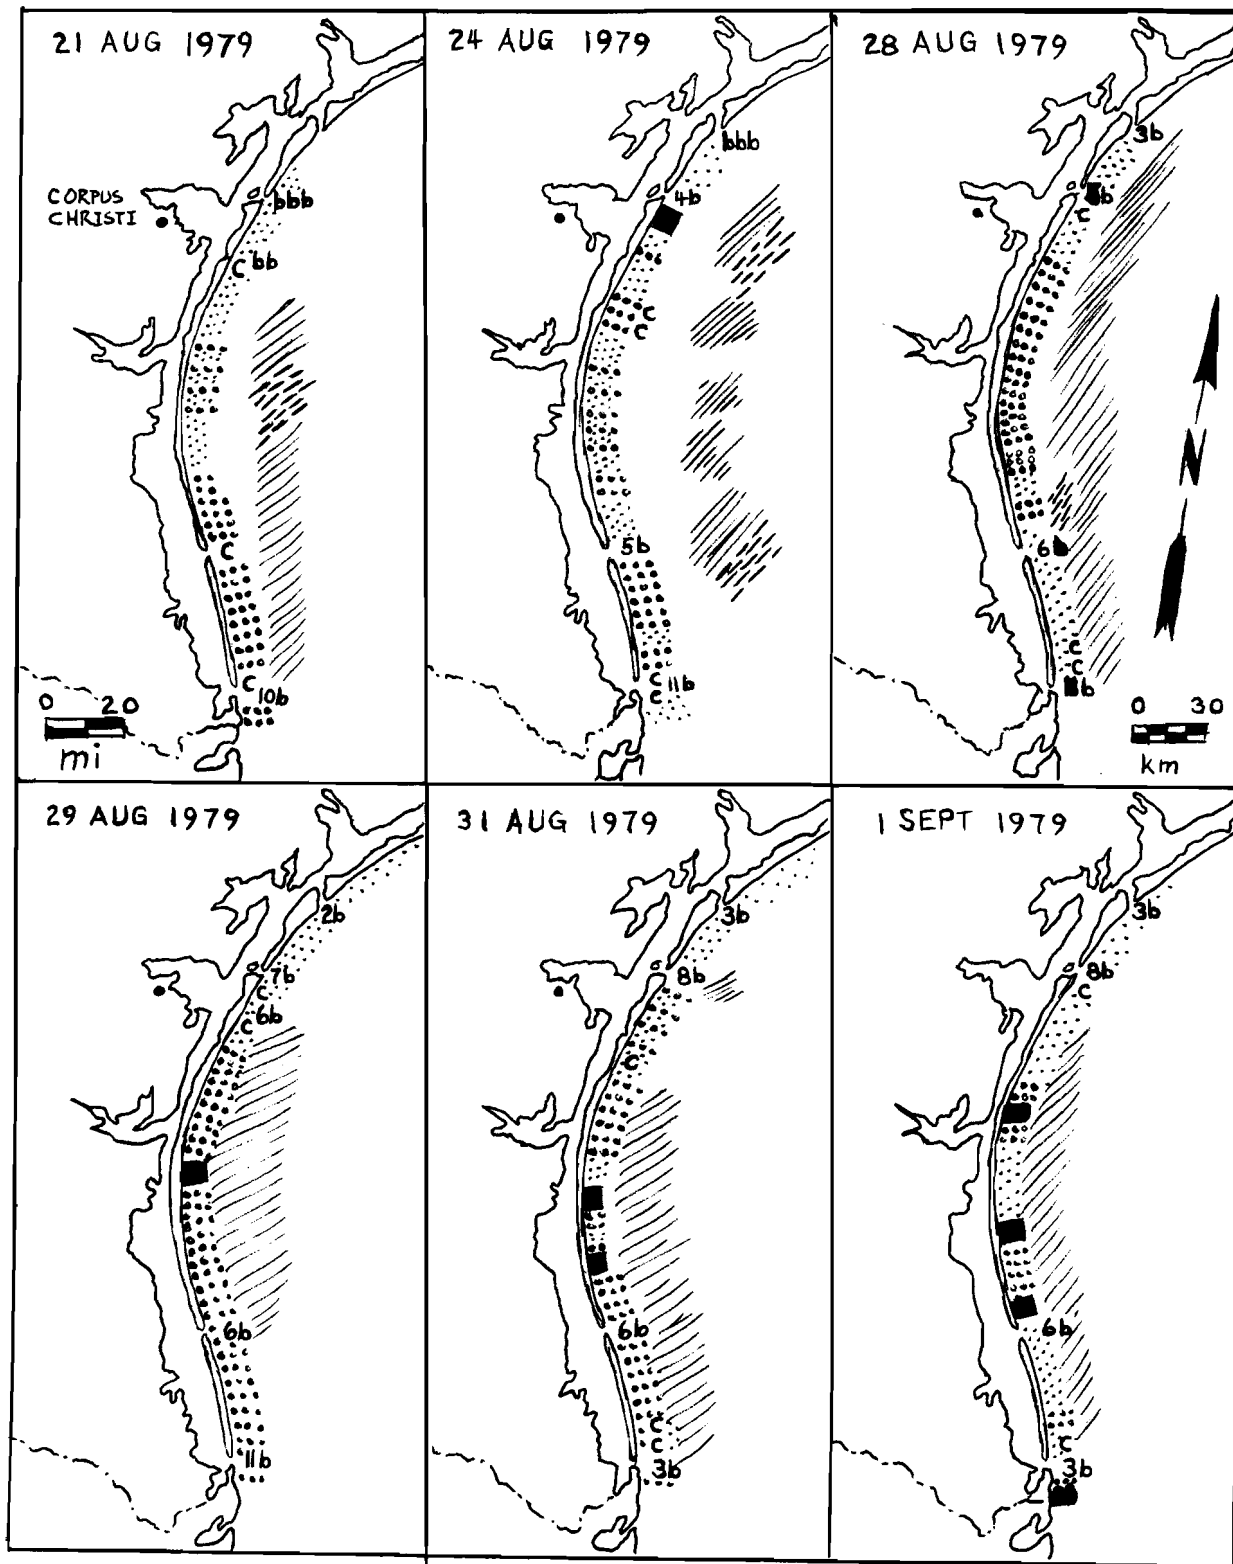 21 AUG 1979
CORPUS
CHRISTI
bbb
C bb
C
C
10b
0 20
mi
24 AUG 1979
bbb
4b
C
C
5b
C
C 11b
28 AUG 1979
3b
C
6
C
C
b
N
0 30
km
29 AUG 1979
2b
7b
C
6b
C
6b
11b
31 AUG 1979
3b
8b
C
6b
C
C
3b
1 SEPT 1979
3b
8b
C
6b
C
3b